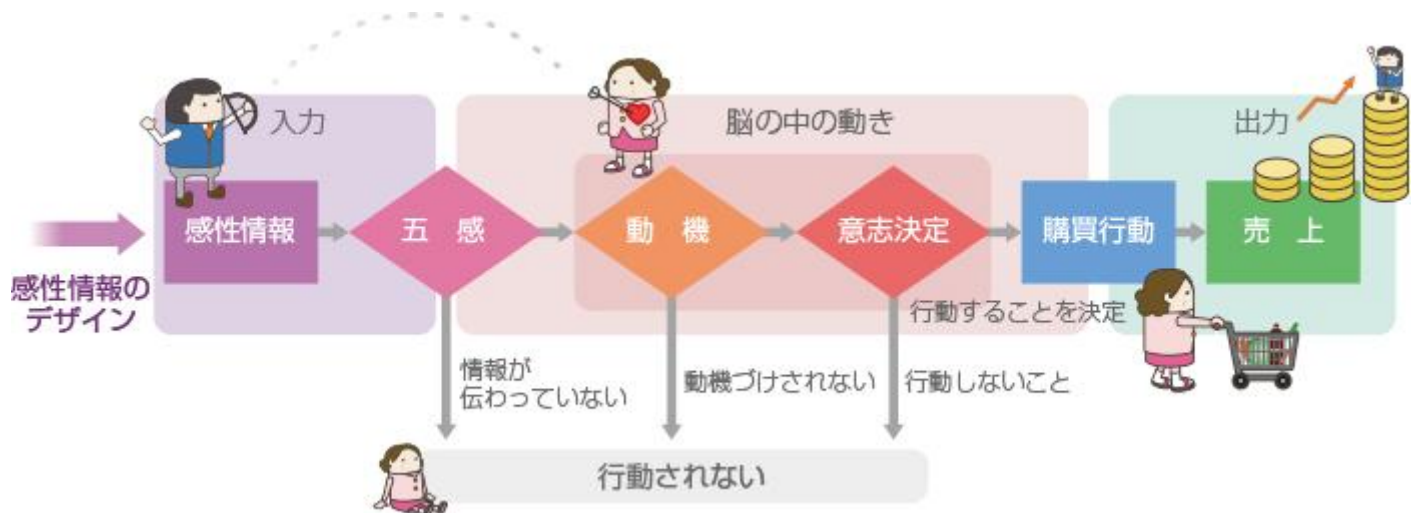 入力
脳の中の動き
出力
感性情報
五 感
動 機
意志決定
購買行動
売 上
感性情報の
デザイン
行動することを決定
情報が
伝わっていない
動機づけされない
行動しないこと
行動されない